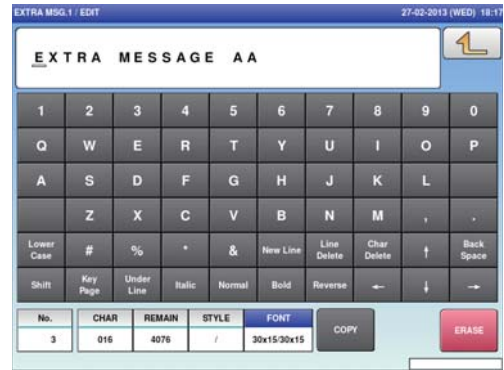 EXTRA MSG.1 / EDIT 27-02-2013 (WED) 18:17
EXTRA MESSAGE AA
1 2 3 4 5 6 7 8 9 0
Q W E R T Y U I O P
A S D F G H J K L
Z X C V B N M , .
Lower Case # % * & New Line Line Delete Char Delete ↑ Back Space
Shift Key Page Under Line Italic Normal Bold Reverse ← ↓ →
No. CHAR REMAIN STYLE FONT COPY ERASE
3 016 4076 / 30x15/30x15